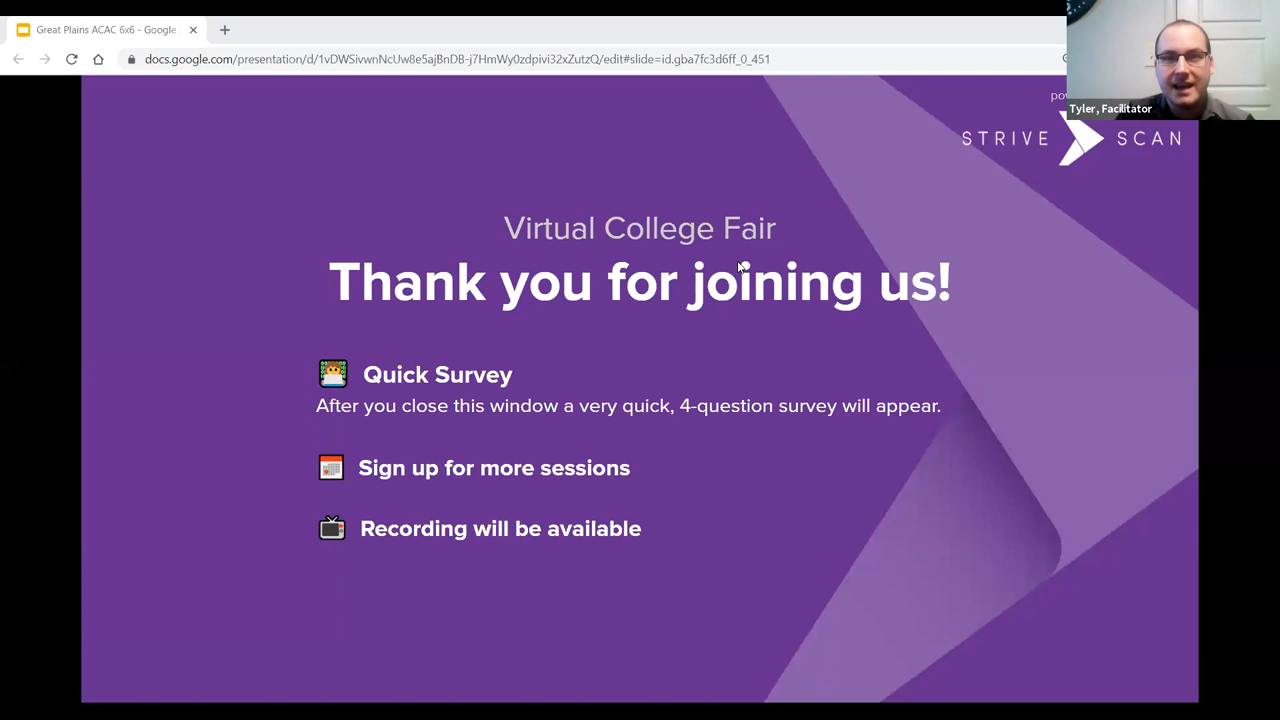 Great Plains ACAC 6x6 - Google
docs.google.com/presentation/d/1vDWSivwnNcUw8e5ajBnDB-j7HmWy0zdpivi32xZutzQ/edit#slide=id.gba7fc3d6ff_0_451
Tyler, Facilitator
STRIVE SCAN
Virtual College Fair
Thank you for joining us!
Quick Survey
After you close this window a very quick, 4-question survey will appear.
Sign up for more sessions
Recording will be available